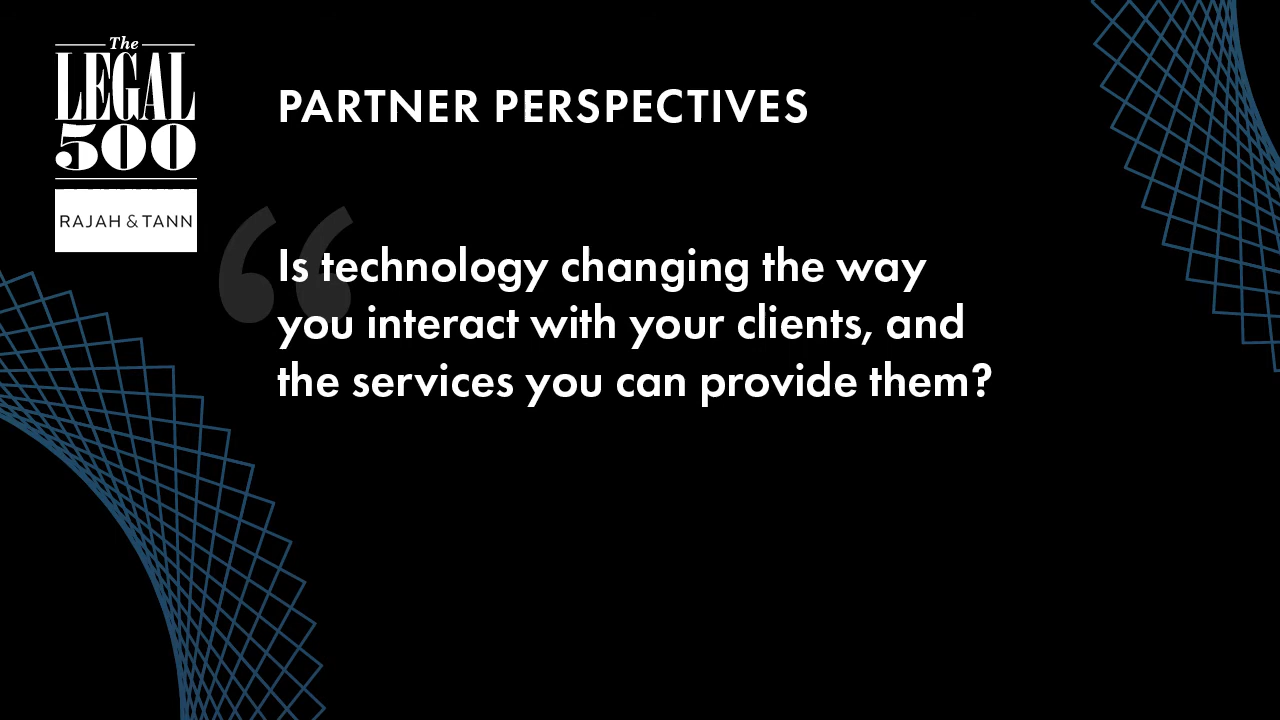 The
LEGAL
500
RAJAH & TANN
PARTNER PERSPECTIVES
“
Is technology changing the way
you interact with your clients, and
the services you can provide them?